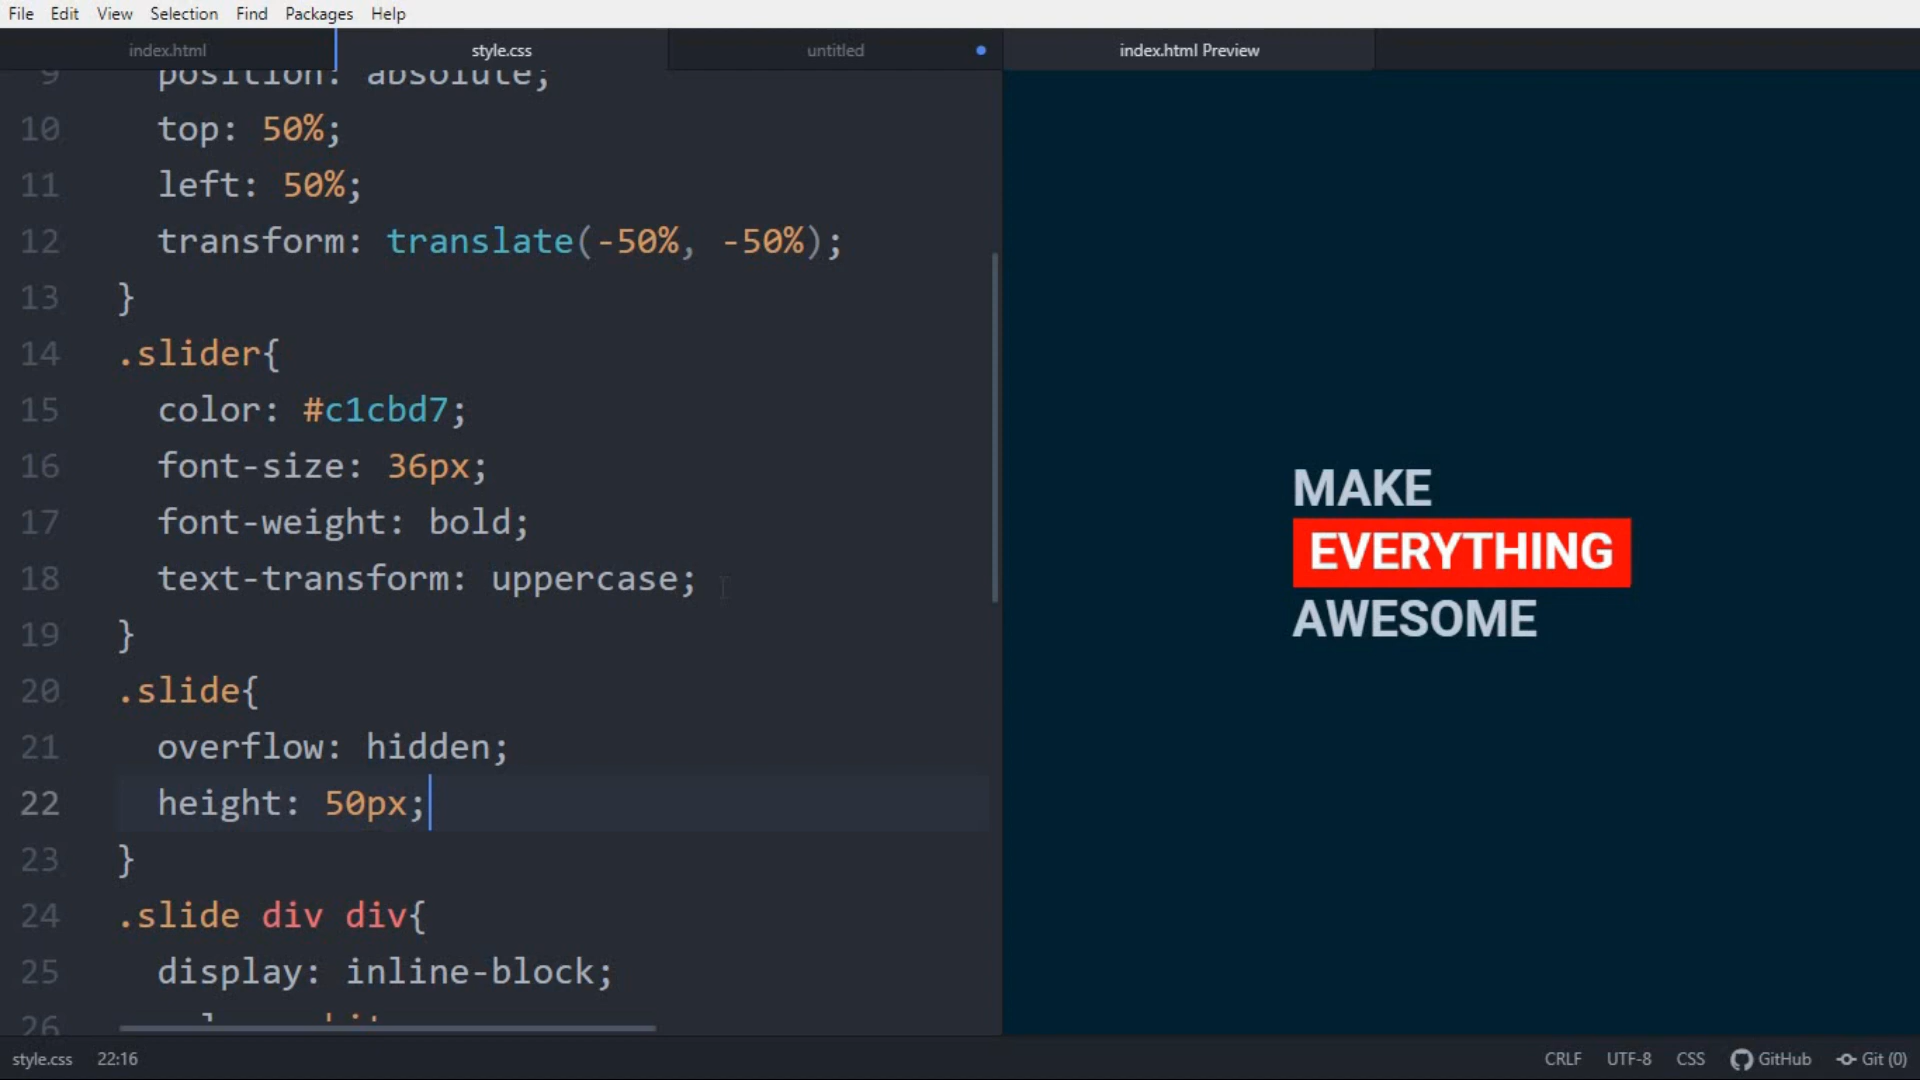 File Edit View Selection Find Packages Help
index.html style.css untitled index.html Preview
9 position: absolute;
10 top: 50%;
11 left: 50%;
12 transform: translate(-50%, -50%);
13 }
14 .slider{
15 color: #c1cbd7;
16 font-size: 36px;
17 font-weight: bold;
18 text-transform: uppercase;
19 }
20 .slide{
21 overflow: hidden;
22 height: 50px;
23 }
24 .slide div div{
25 display: inline-block;
26
MAKE
EVERYTHING
AWESOME
style.css 22:16 CRLF UTF-8 CSS GitHub Git (0)